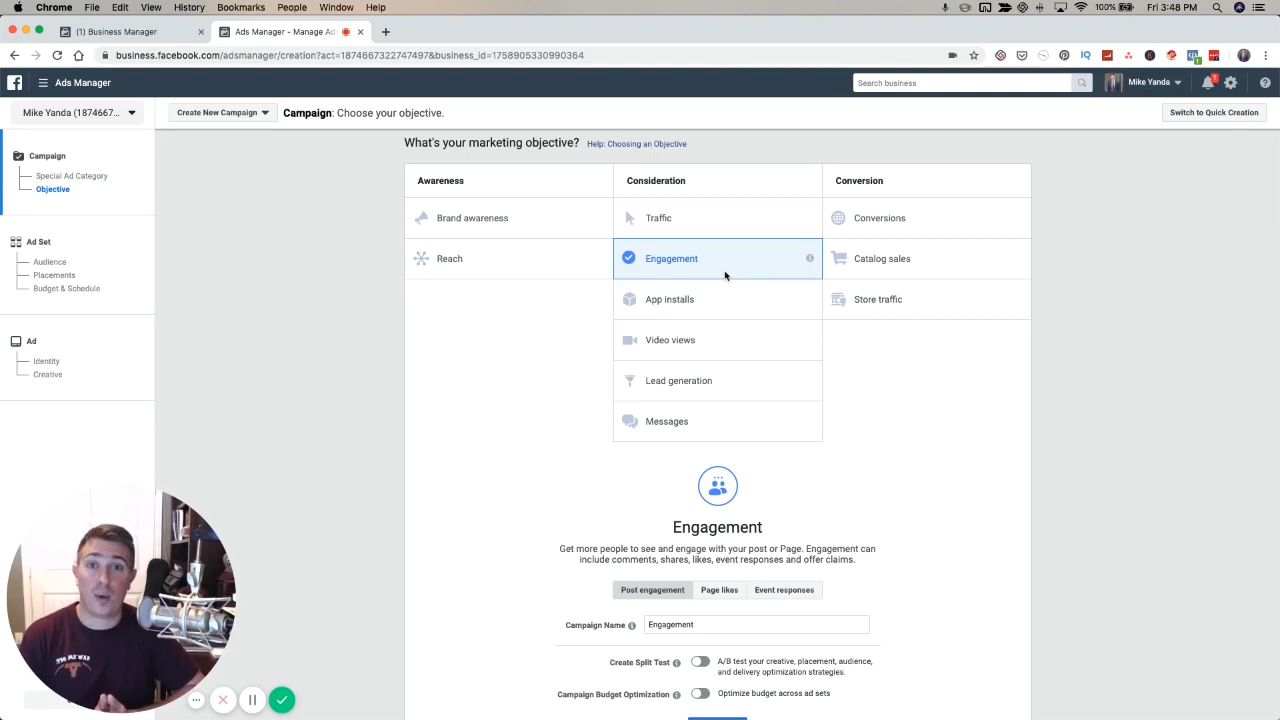 Chrome File Edit View History Bookmarks People Window Help
100% Fri 3:48 PM
(1) Business Manager
Ads Manager - Manage Ad
business.facebook.com/adsmanager/creation?act=1874667322747497&business_id=1758905330990364
Ads Manager
Search business
Mike Yanda
Mike Yanda (1874667...
Create New Campaign
Campaign: Choose your objective.
Switch to Quick Creation
What's your marketing objective? Help: Choosing an Objective
Campaign
Special Ad Category
Objective
Ad Set
Audience
Placements
Budget & Schedule
Ad
Identity
Creative
Awareness
Consideration
Conversion
Brand awareness
Traffic
Conversions
Reach
Engagement
Catalog sales
App installs
Store traffic
Video views
Lead generation
Messages
Engagement
Get more people to see and engage with your post or Page. Engagement can
include comments, shares, likes, event responses and offer claims.
Post engagement Page likes Event responses
Campaign Name Engagement
Create Split Test A/B test your creative, placement, audience,
and delivery optimization strategies.
Campaign Budget Optimization Optimize budget across ad sets